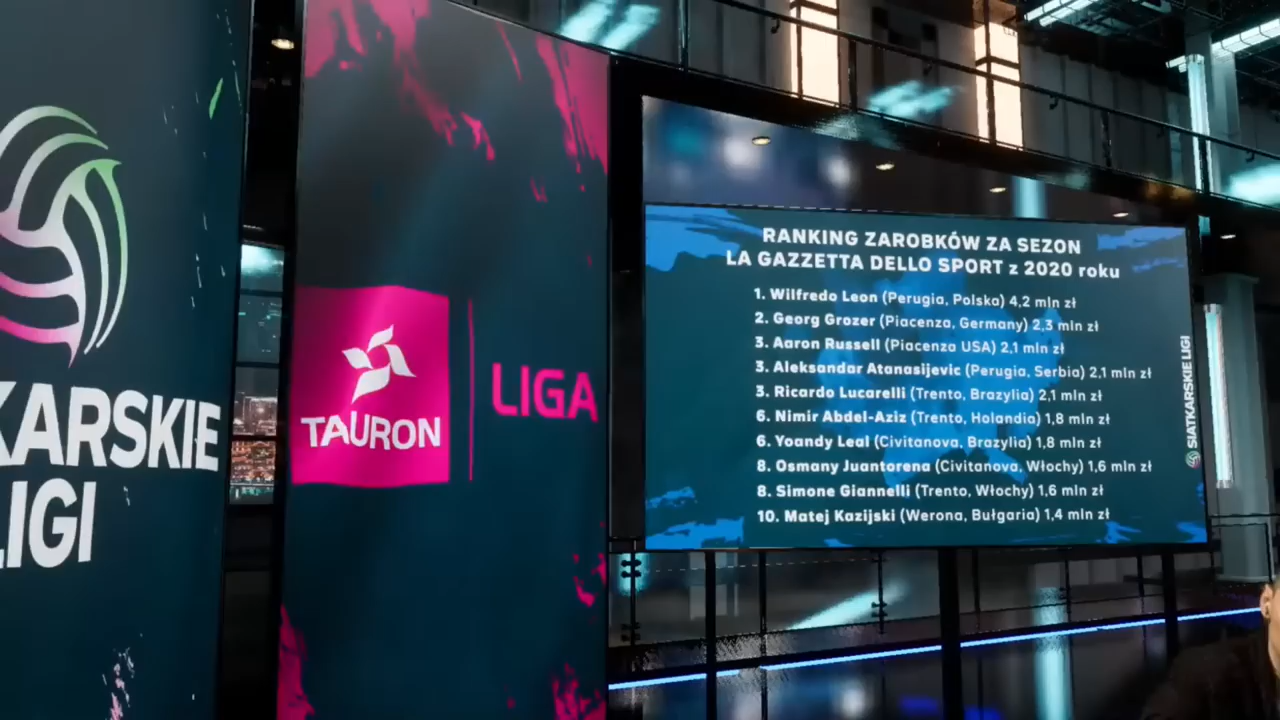 KARSKIE
LIGI
TAURON
LIGA
RANKING ZAROBKÓW ZA SEZON
LA GAZZETTA DELLO SPORT z 2020 roku
1. Wilfredo Leon (Perugia, Polska) 4,2 mln zł
2. Georg Grozer (Piacenza, Germany) 2,3 mln zł
3. Aaron Russell (Piacenza USA) 2,1 mln zł
3. Aleksandar Atanasijevic (Perugia, Serbia) 2,1 mln zł
3. Ricardo Lucarelli (Trento, Brazylia) 2,1 mln zł
6. Nimir Abdel-Aziz (Trento, Holandia) 1,8 mln zł
6. Yoandy Leal (Civitanova, Brazylia) 1,8 mln zł
8. Osmany Juantorena (Civitanova, Włochy) 1,6 mln zł
8. Simone Giannelli (Trento, Włochy) 1,6 mln zł
10. Matej Kazijski (Werona, Bułgaria) 1,4 mln zł
SIATKARSKIE LIGI